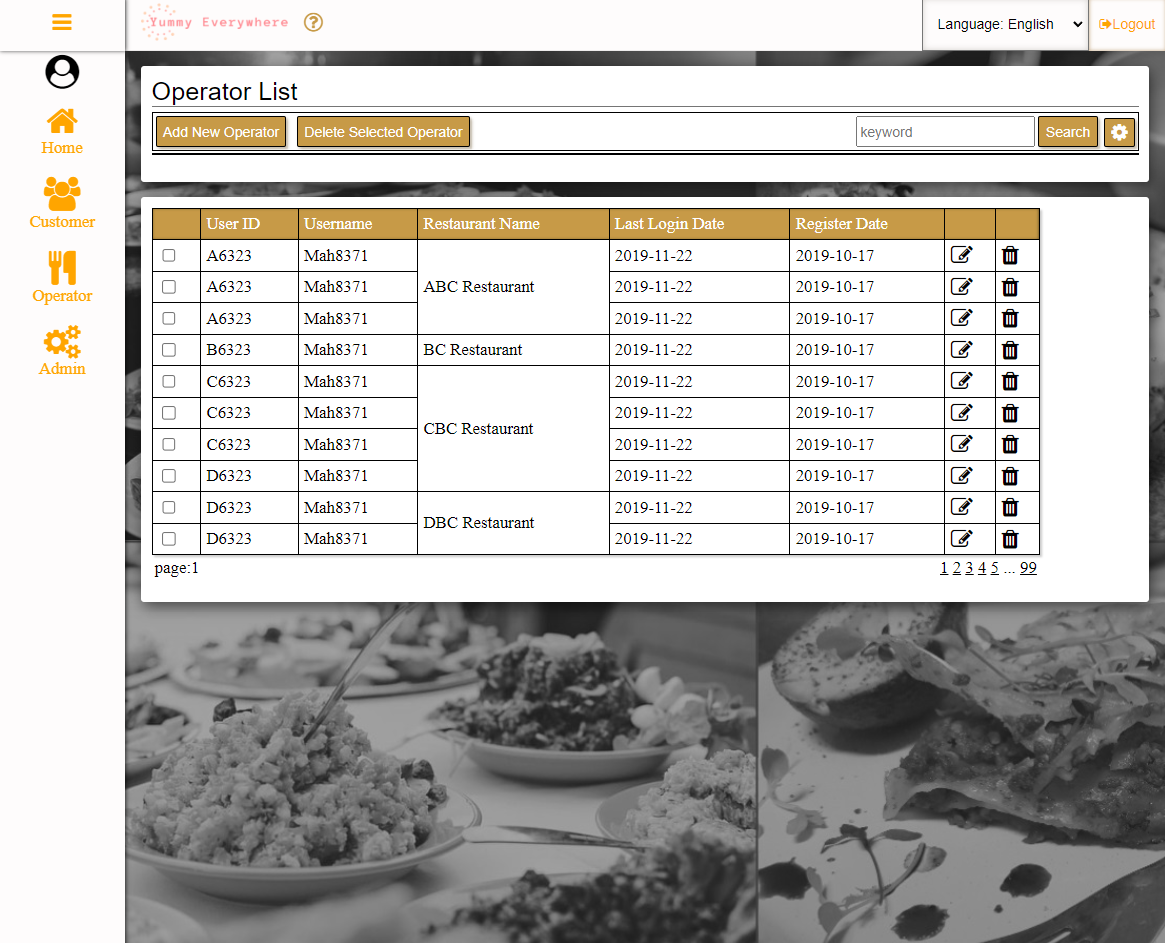 Yummy Everywhere ?
Language: English
Logout
Home
Customer
Operator
Admin
Operator List
Add New Operator Delete Selected Operator keyword Search
User ID Username Restaurant Name Last Login Date Register Date
A6323 Mah8371 ABC Restaurant 2019-11-22 2019-10-17
A6323 Mah8371 2019-11-22 2019-10-17
A6323 Mah8371 2019-11-22 2019-10-17
B6323 Mah8371 BC Restaurant 2019-11-22 2019-10-17
C6323 Mah8371 CBC Restaurant 2019-11-22 2019-10-17
C6323 Mah8371 2019-11-22 2019-10-17
C6323 Mah8371 2019-11-22 2019-10-17
D6323 Mah8371 2019-11-22 2019-10-17
D6323 Mah8371 DBC Restaurant 2019-11-22 2019-10-17
D6323 Mah8371 2019-11-22 2019-10-17
page:1 1 2 3 4 5 ... 99